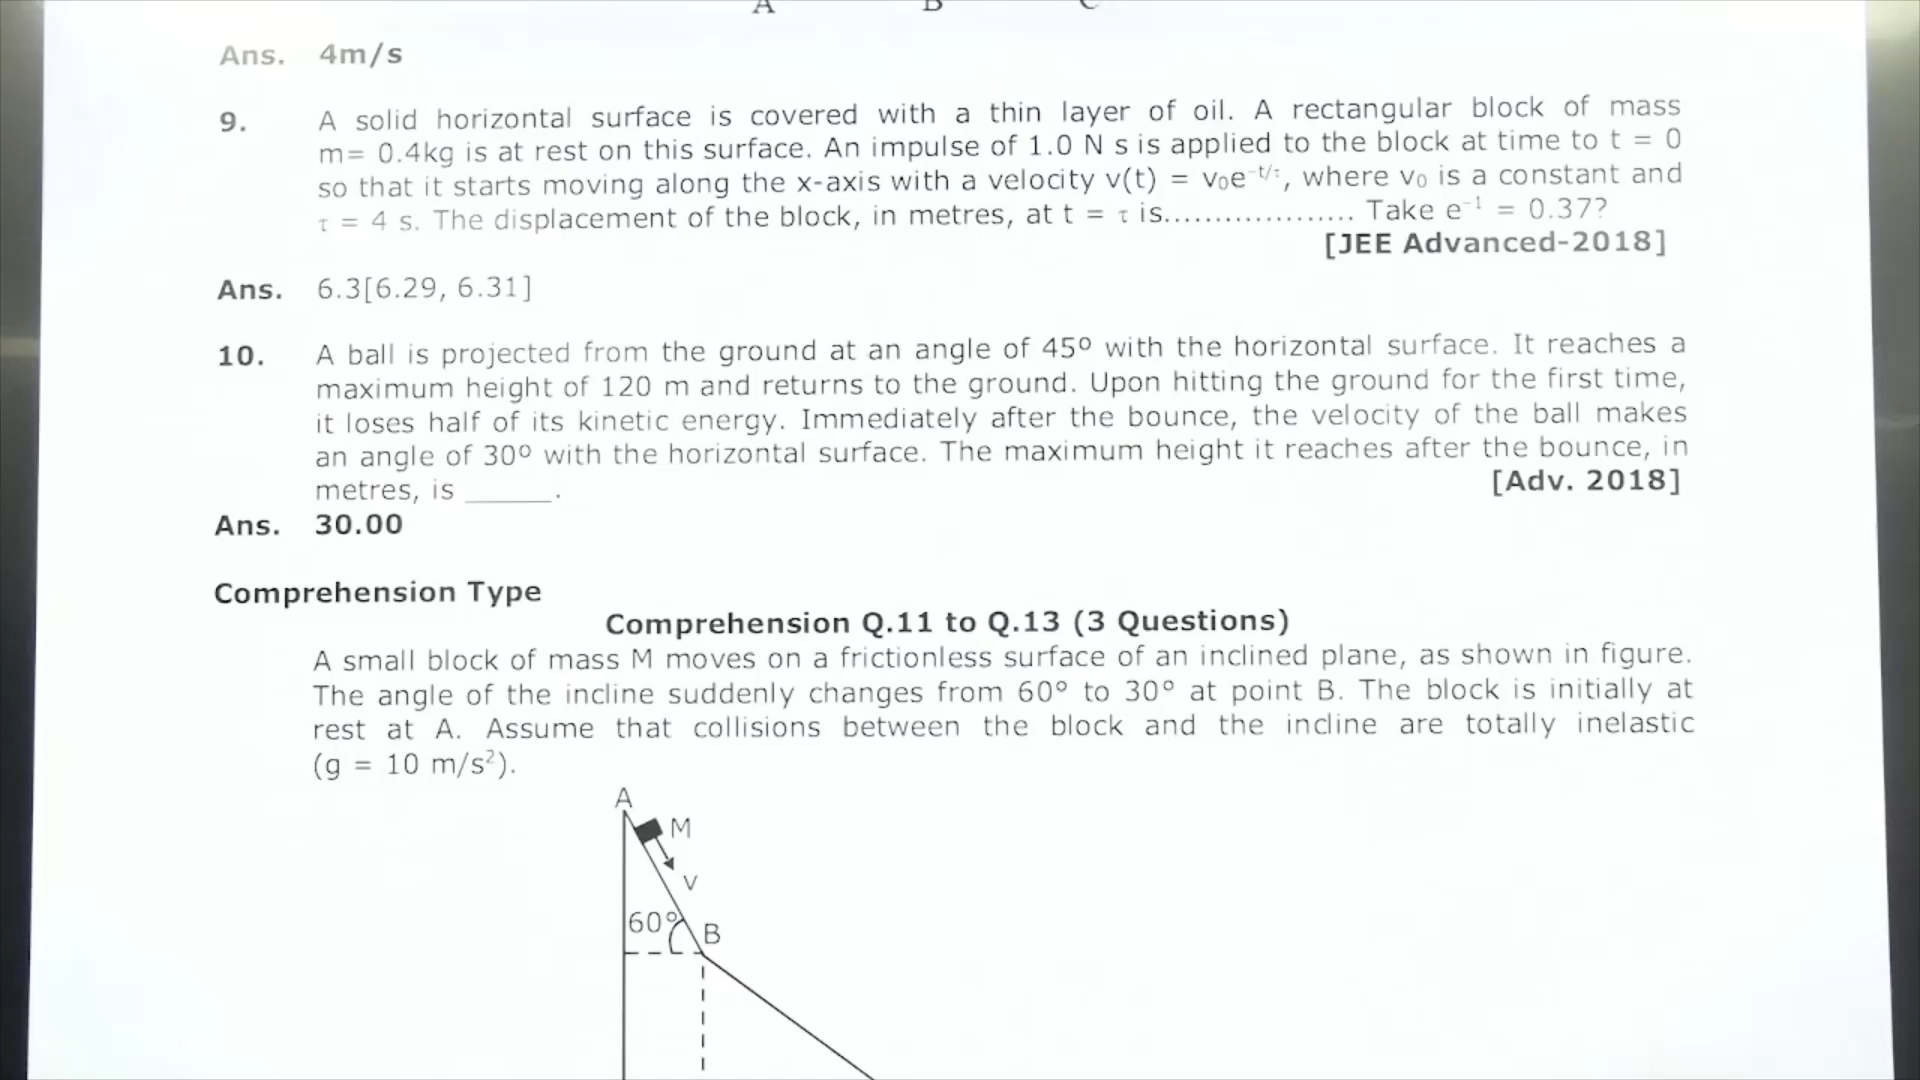 A B C
Ans. 4m/s
9. A solid horizontal surface is covered with a thin layer of oil. A rectangular block of mass
m= 0.4kg is at rest on this surface. An impulse of 1.0 N s is applied to the block at time to t = 0
so that it starts moving along the x-axis with a velocity v(t) = v₀e⁻ᵗ/τ, where v₀ is a constant and
τ = 4 s. The displacement of the block, in metres, at t = τ is................... Take e⁻¹ = 0.37?
[JEE Advanced-2018]
Ans. 6.3[6.29, 6.31]
10. A ball is projected from the ground at an angle of 45º with the horizontal surface. It reaches a
maximum height of 120 m and returns to the ground. Upon hitting the ground for the first time,
it loses half of its kinetic energy. Immediately after the bounce, the velocity of the ball makes
an angle of 30º with the horizontal surface. The maximum height it reaches after the bounce, in
metres, is ______. [Adv. 2018]
Ans. 30.00
Comprehension Type
Comprehension Q.11 to Q.13 (3 Questions)
A small block of mass M moves on a frictionless surface of an inclined plane, as shown in figure.
The angle of the incline suddenly changes from 60° to 30° at point B. The block is initially at
rest at A. Assume that collisions between the block and the incline are totally inelastic
(g = 10 m/s²).
A
M
v
60°
B